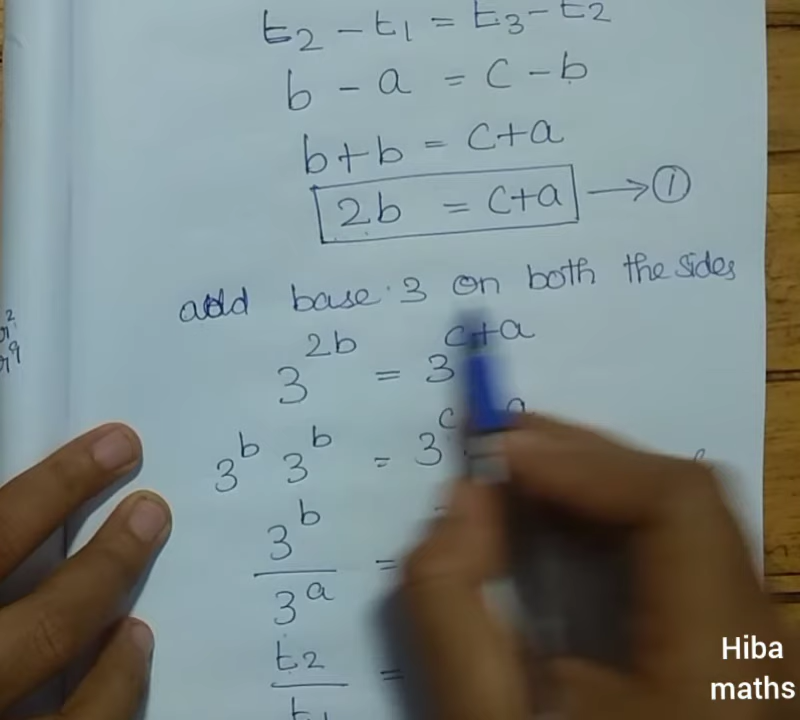 t2 - t1 = t3 - t2
b - a = c - b
b + b = c + a
2b = c + a → ①
add base 3 on both the sides
3^2b = 3^c+a
3^b 3^b = 3^c a
3^b / 3^a =
t2 / t1 =
Hiba
maths